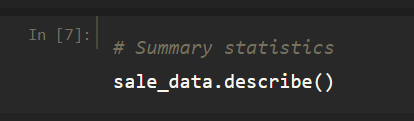 In [7]:
# Summary statistics
sale_data.describe()